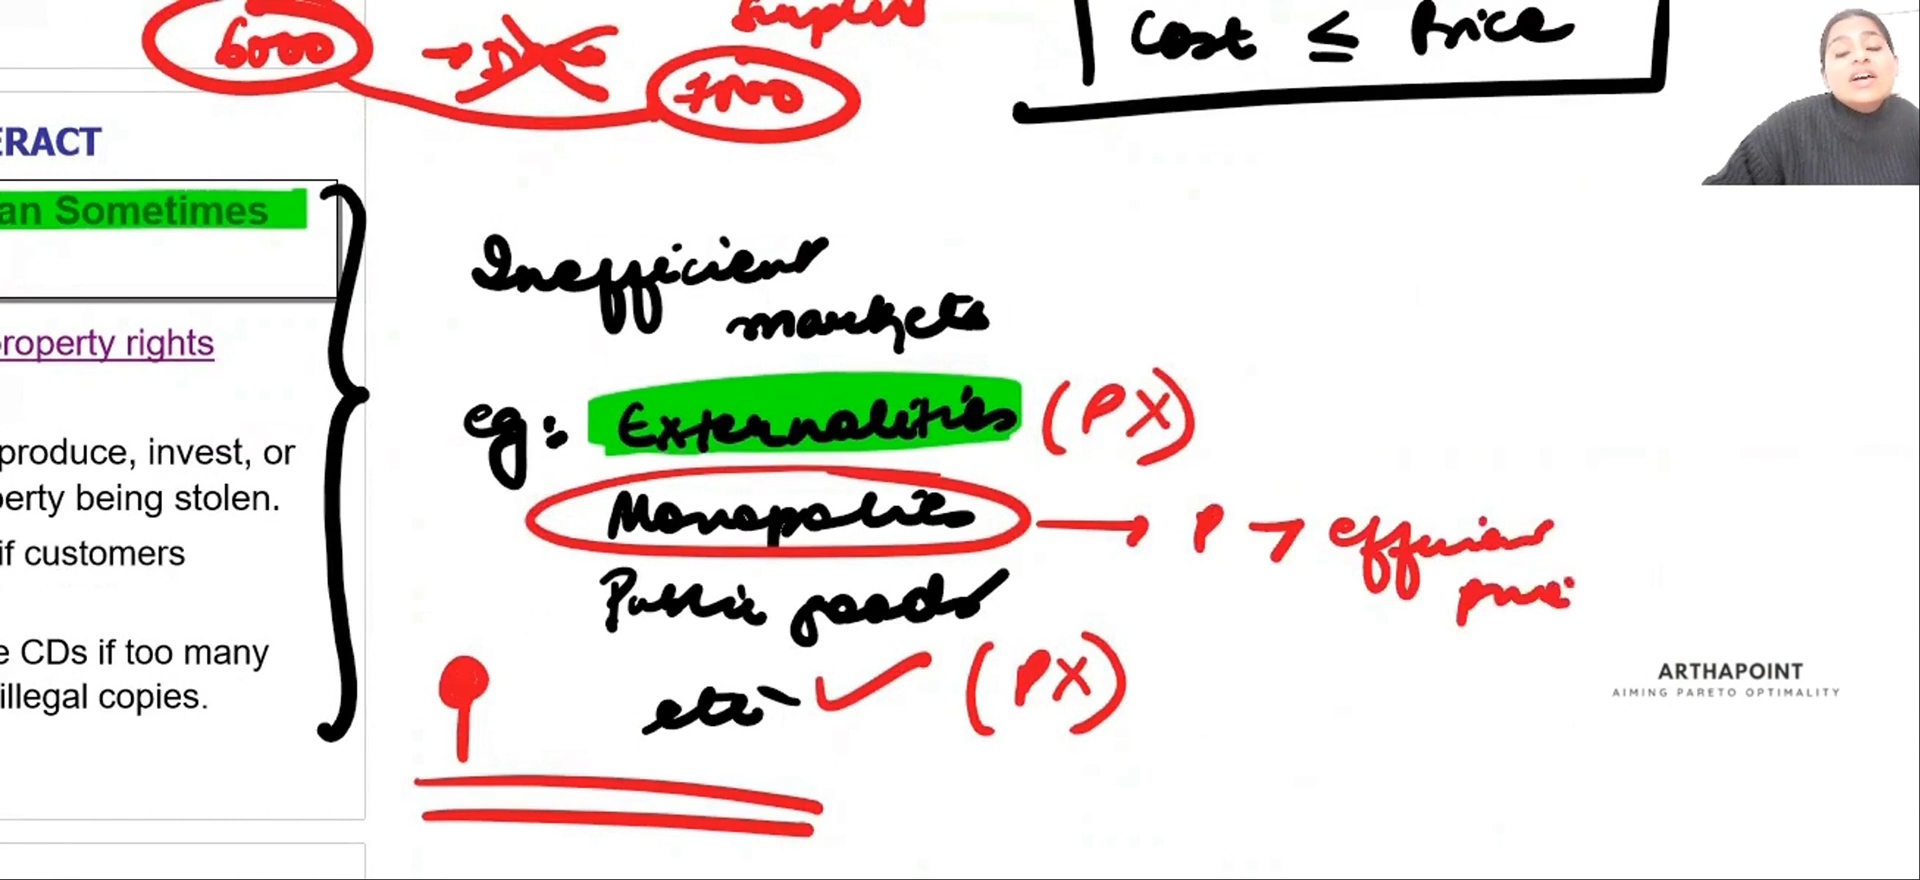 6000
7000
Cost ≤ Price
ERACT
an Sometimes
Inefficient
markets
roperty rights
eg: Externalities (PX)
produce, invest, or
erty being stolen.
Monopolies → P > efficient
price
if customers
Public goods
e CDs if too many
illegal copies.
etc (PX)
ARTHAPOINT
AIMING PARETO OPTIMALITY